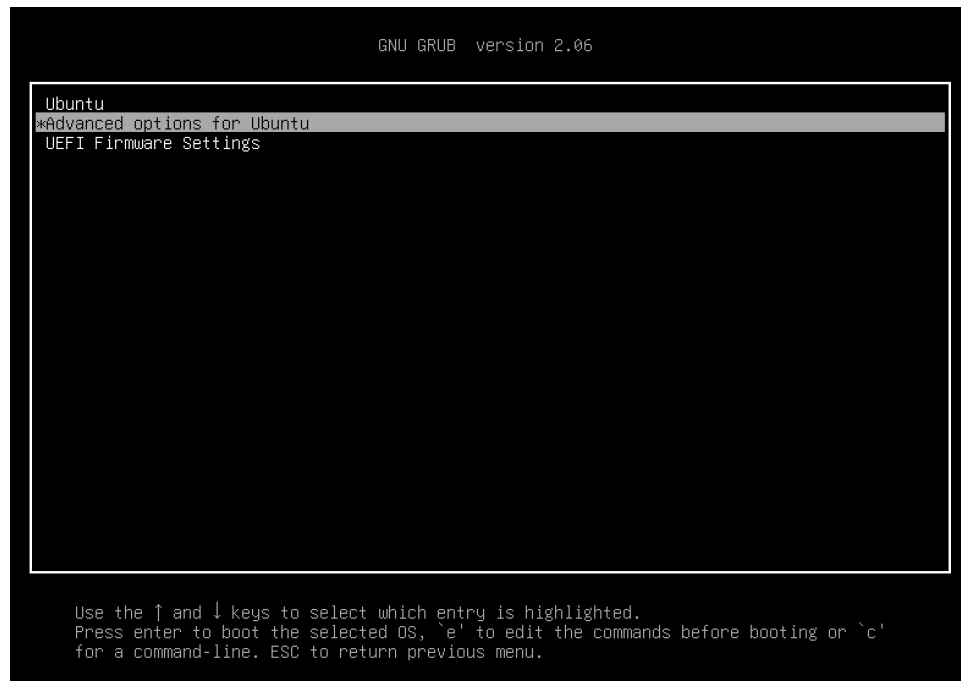 GNU GRUB  version 2.06
Ubuntu
*Advanced options for Ubuntu
UEFI Firmware Settings
Use the ↑ and ↓ keys to select which entry is highlighted.
Press enter to boot the selected OS, `e' to edit the commands before booting or `c'
for a command-line. ESC to return previous menu.